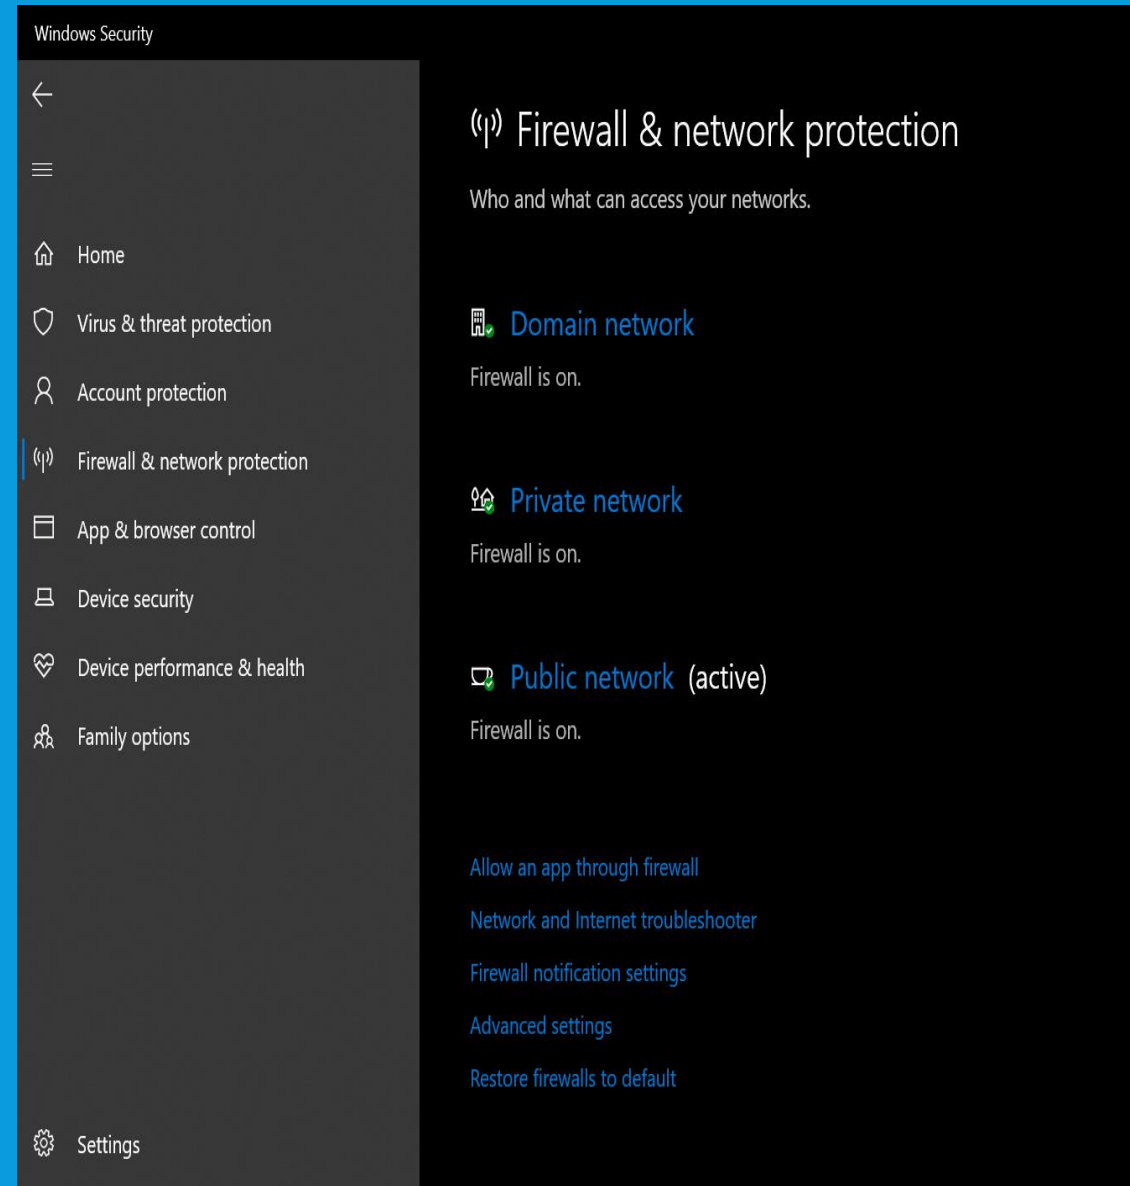 Windows Security
Home
Virus & threat protection
Account protection
Firewall & network protection
App & browser control
Device security
Device performance & health
Family options
Settings
Firewall & network protection
Who and what can access your networks.
Domain network
Firewall is on.
Private network
Firewall is on.
Public network (active)
Firewall is on.
Allow an app through firewall
Network and Internet troubleshooter
Firewall notification settings
Advanced settings
Restore firewalls to default